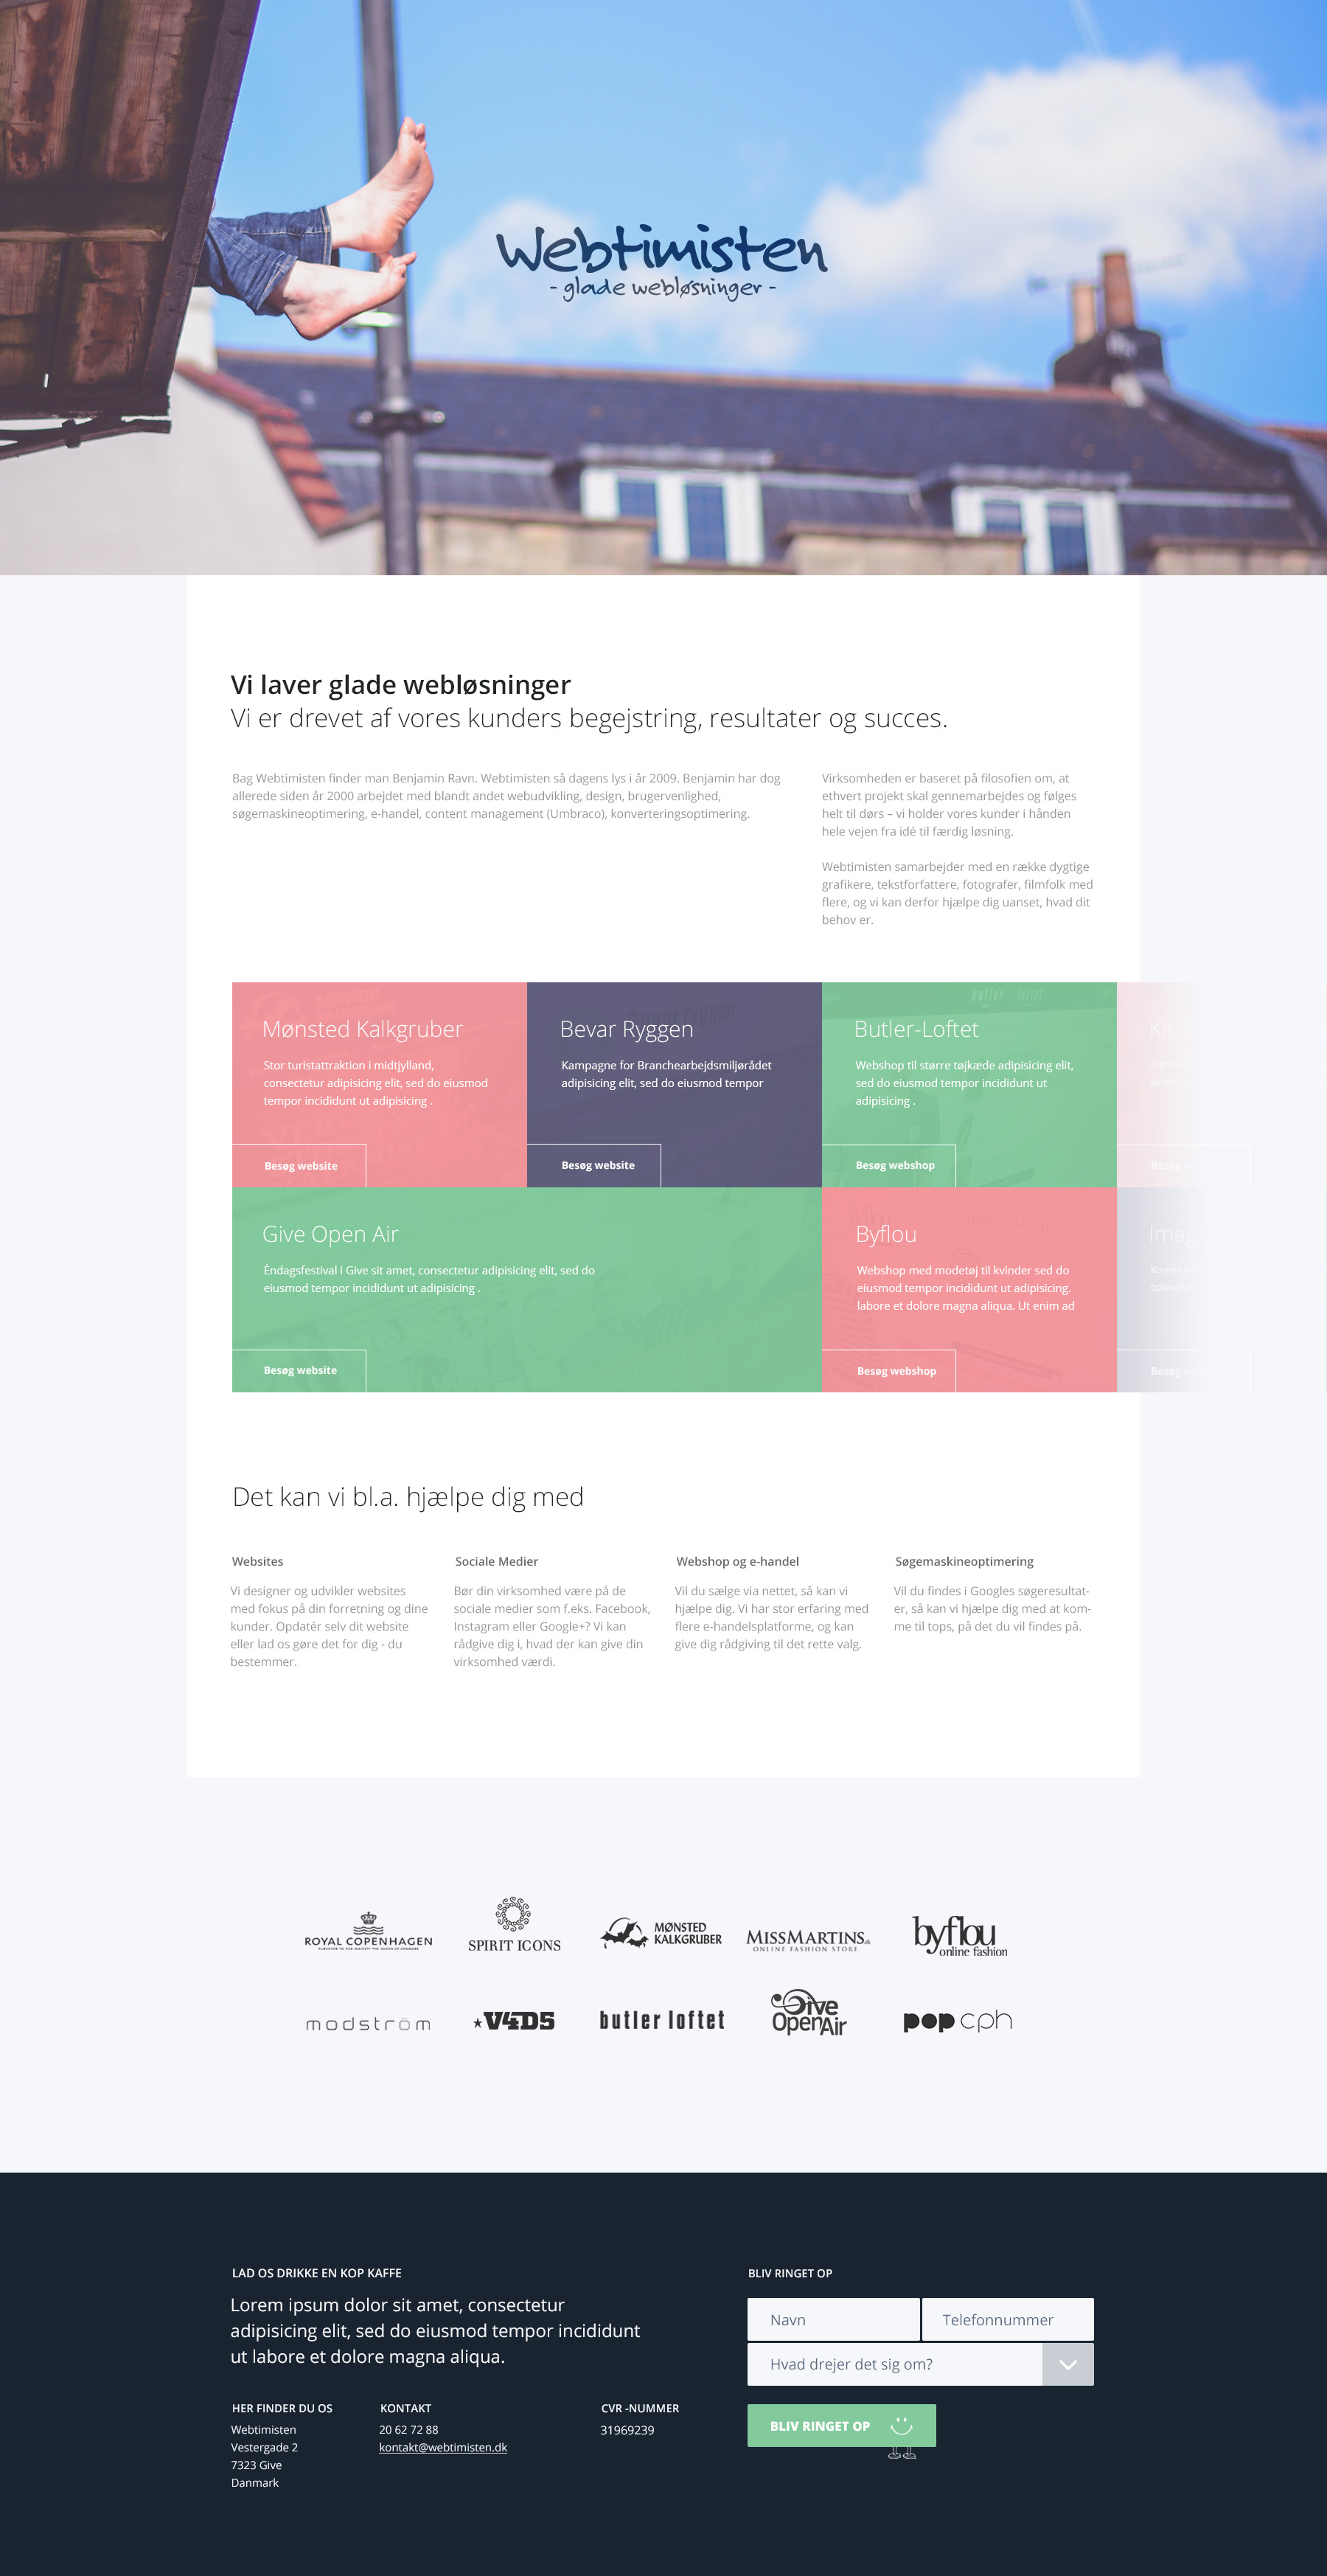 Webtimisten
- glade webløsninger -
Vi laver glade webløsninger
Vi er drevet af vores kunders begejstring, resultater og succes.
Bag Webtimisten finder man Benjamin Ravn. Webtimisten så dagens lys i år 2009. Benjamin har dog
allerede siden år 2000 arbejdet med blandt andet webudvikling, design, brugervenlighed,
søgemaskineoptimering, e-handel, content management (Umbraco), konverteringsoptimering.
Virksomheden er baseret på filosofien om, at
ethvert projekt skal gennemarbejdes og følges
helt til dørs – vi holder vores kunder i hånden
hele vejen fra idé til færdig løsning.
Webtimisten samarbejder med en række dygtige
grafikere, tekstforfattere, fotografer, filmfolk med
flere, og vi kan derfor hjælpe dig uanset, hvad dit
behov er.
Mønsted Kalkgruber
Stor turistattraktion i midtjylland,
consectetur adipisicing elit, sed do eiusmod
tempor incididunt ut adipisicing .
Besøg website
Bevar Ryggen
Kampagne for Branchearbejdsmiljørådet
adipisicing elit, sed do eiusmod tempor
Besøg website
Butler-Loftet
Webshop til større tøjkæde adipisicing elit,
sed do eiusmod tempor incididunt ut
adipisicing .
Besøg webshop
Give Open Air
Èndagsfestival i Give sit amet, consectetur adipisicing elit, sed do
eiusmod tempor incididunt ut adipisicing .
Besøg website
Byflou
Webshop med modetøj til kvinder sed do
eiusmod tempor incididunt ut adipisicing.
labore et dolore magna aliqua. Ut enim ad
Besøg webshop
Besøg
Det kan vi bl.a. hjælpe dig med
Websites
Vi designer og udvikler websites
med fokus på din forretning og dine
kunder. Opdatér selv dit website
eller lad os gøre det for dig - du
bestemmer.
Sociale Medier
Bør din virksomhed være på de
sociale medier som f.eks. Facebook,
Instagram eller Google+? Vi kan
rådgive dig i, hvad der kan give din
virksomhed værdi.
Webshop og e-handel
Vil du sælge via nettet, så kan vi
hjælpe dig. Vi har stor erfaring med
flere e-handelsplatforme, og kan
give dig rådgiving til det rette valg.
Søgemaskineoptimering
Vil du findes i Googles søgeresultat-
er, så kan vi hjælpe dig med at kom-
me til tops, på det du vil findes på.
ROYAL COPENHAGEN
PURVEYOR TO HER MAJESTY THE QUEEN OF DENMARK
SPIRIT ICONS
MØNSTED
KALKGRUBER
MISSMARTINS.dk
ONLINE FASHION STORE
byflou
online fashion
modström
V4D5
butler loftet
Give
OpenAir
pop cph
LAD OS DRIKKE EN KOP KAFFE
Lorem ipsum dolor sit amet, consectetur
adipisicing elit, sed do eiusmod tempor incididunt
ut labore et dolore magna aliqua.
HER FINDER DU OS
Webtimisten
Vestergade 2
7323 Give
Danmark
KONTAKT
20 62 72 88
kontakt@webtimisten.dk
CVR -NUMMER
31969239
BLIV RINGET OP
Navn
Telefonnummer
Hvad drejer det sig om?
BLIV RINGET OP